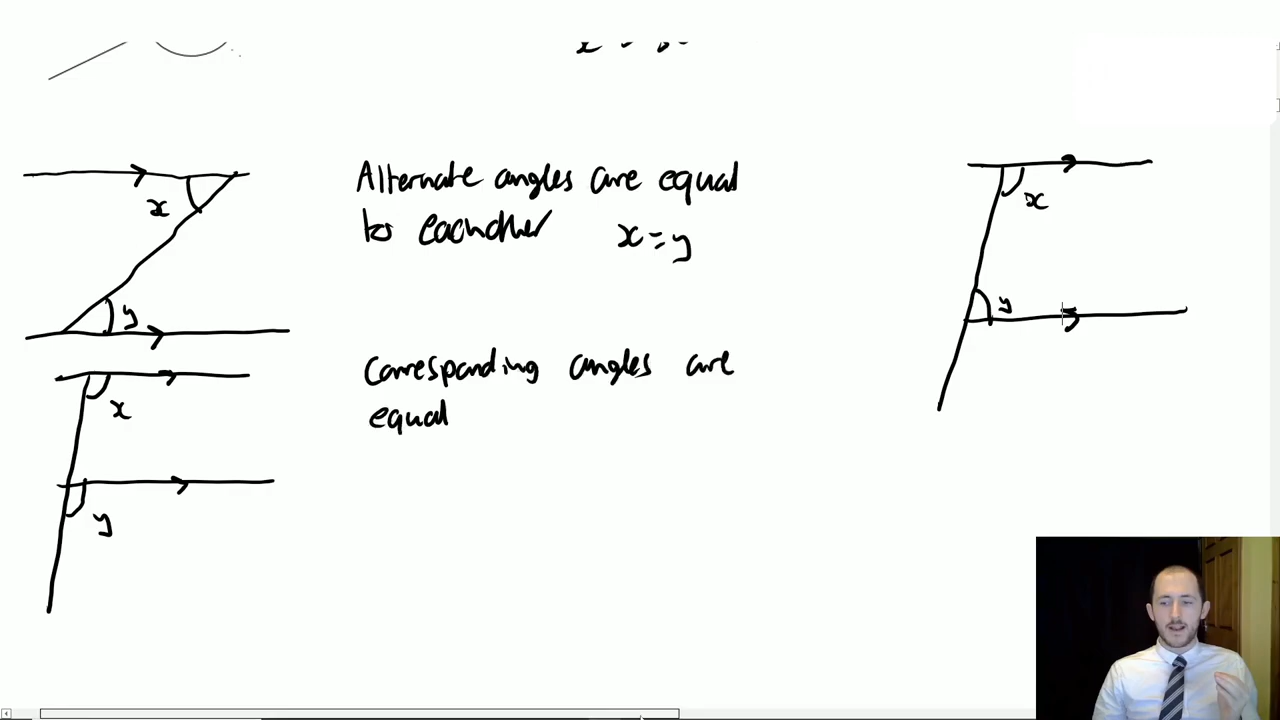 x
Alternate angles are equal
to eachother x = y
y
x
Corresponding angles are
equal
y
x
y